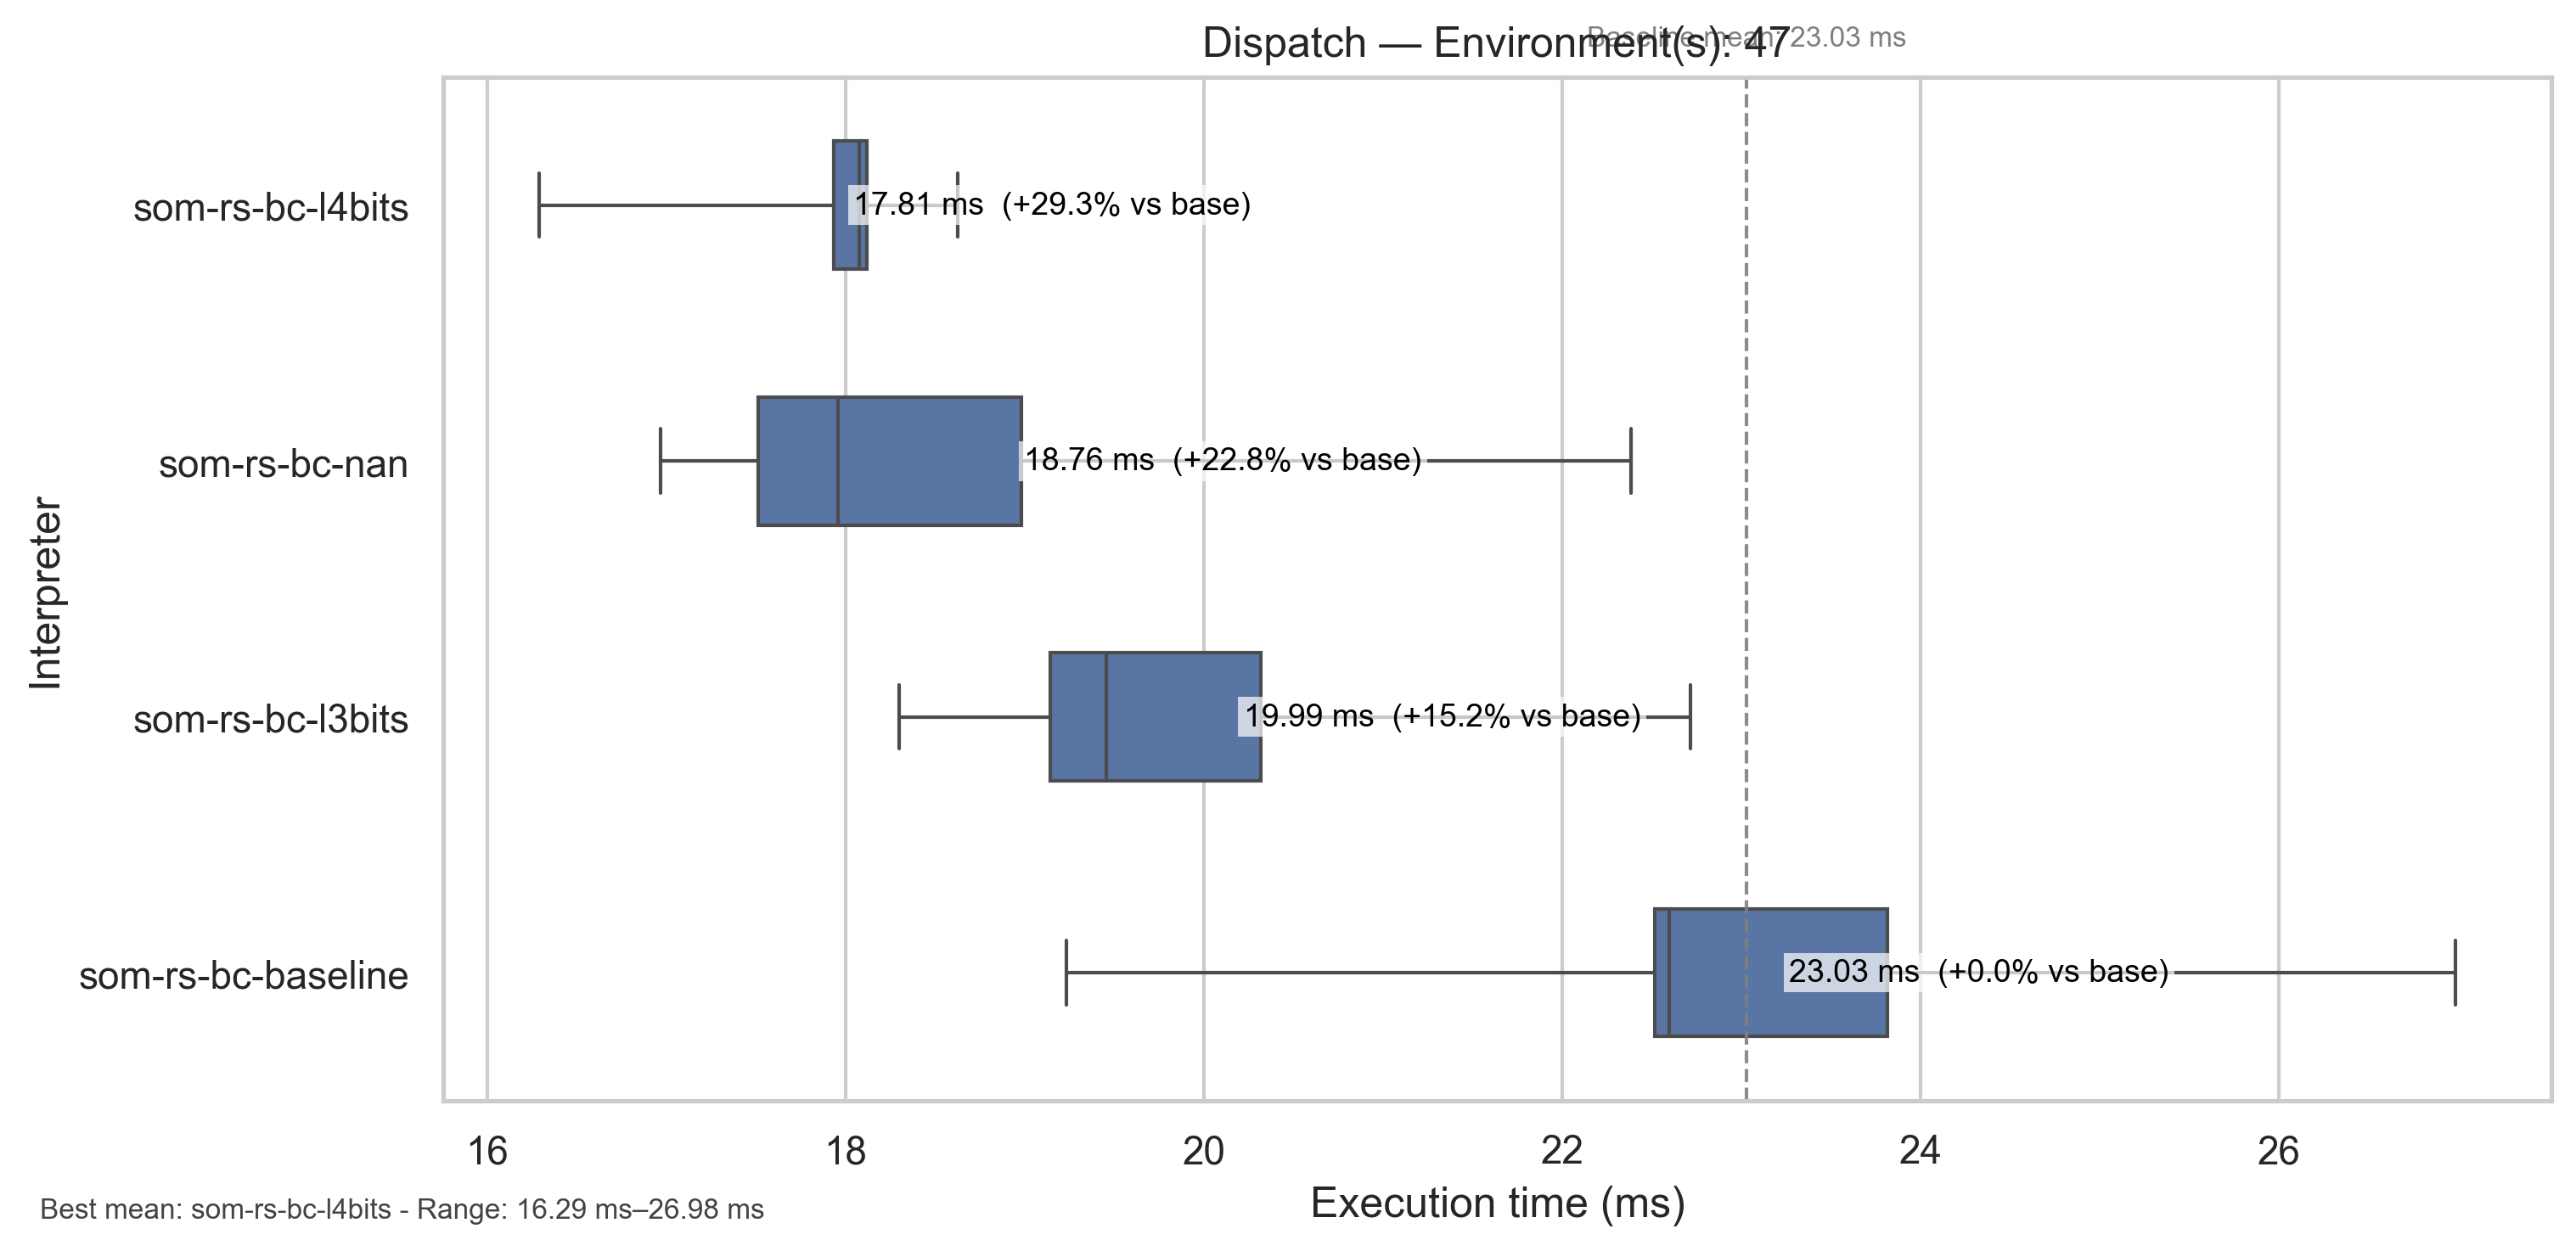 Dispatch — Environment(s): 47
Baseline mean: 23.03 ms
som-rs-bc-l4bits
17.81 ms (+29.3% vs base)
som-rs-bc-nan
18.76 ms (+22.8% vs base)
Interpreter
som-rs-bc-l3bits
19.99 ms (+15.2% vs base)
som-rs-bc-baseline
23.03 ms (+0.0% vs base)
16 18 20 22 24 26
Execution time (ms)
Best mean: som-rs-bc-l4bits - Range: 16.29 ms–26.98 ms